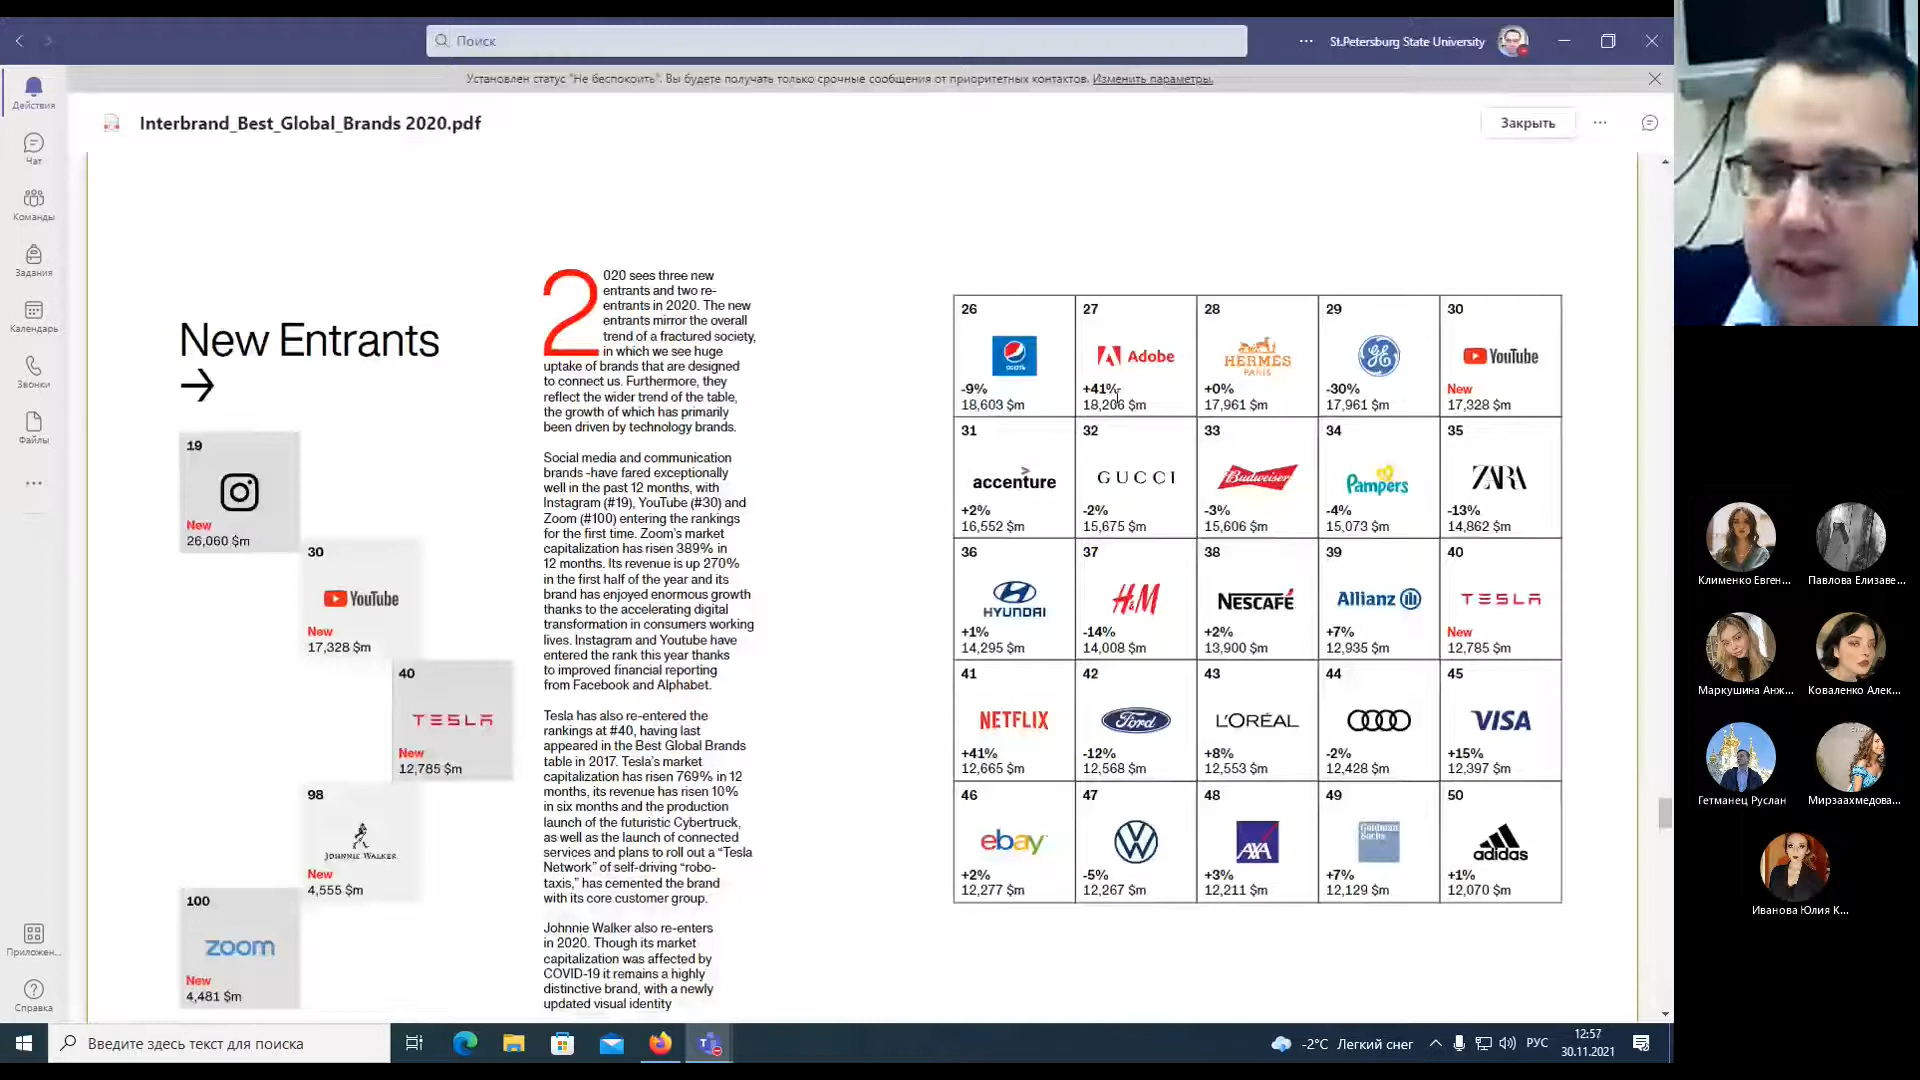 Поиск
St.Petersburg State University
Установлен статус "Не беспокоить". Вы будете получать только срочные сообщения от приоритетных контактов. Изменить параметры.
Действия
Чат
Команды
Задания
Календарь
Звонки
Файлы
Приложен...
Справка
Interbrand_Best_Global_Brands 2020.pdf
Закрыть
New Entrants
19
New
26,060 $m
30
YouTube
New
17,328 $m
40
TESLA
New
12,785 $m
98
JOHNNIE WALKER
New
4,555 $m
100
zoom
New
4,481 $m
2020 sees three new
entrants and two re-
entrants in 2020. The new
entrants mirror the overall
trend of a fractured society,
in which we see huge
uptake of brands that are designed
to connect us. Furthermore, they
reflect the wider trend of the table,
the growth of which has primarily
been driven by technology brands.
Social media and communication
brands -have fared exceptionally
well in the past 12 months, with
Instagram (#19), YouTube (#30) and
Zoom (#100) entering the rankings
for the first time. Zoom's market
capitalization has risen 389% in
12 months. Its revenue is up 270%
in the first half of the year and its
brand has enjoyed enormous growth
thanks to the accelerating digital
transformation in consumers working
lives. Instagram and Youtube have
entered the rank this year thanks
to improved financial reporting
from Facebook and Alphabet.
Tesla has also re-entered the
rankings at #40, having last
appeared in the Best Global Brands
table in 2017. Tesla's market
capitalization has risen 769% in 12
months, its revenue has risen 10%
in six months and the production
launch of the futuristic Cybertruck,
as well as the launch of connected
services and plans to roll out a “Tesla
Network” of self-driving “robo-
taxis,” has cemented the brand
with its core customer group.
Johnnie Walker also re-enters
in 2020. Though its market
capitalization was affected by
COVID-19 it remains a highly
distinctive brand, with a newly
updated visual identity
26
pepsi
-9%
18,603 $m
27
Adobe
+41%
18,206 $m
28
HERMÈS
PARIS
+0%
17,961 $m
29
GE
-30%
17,961 $m
30
YouTube
New
17,328 $m
31
accenture
+2%
16,552 $m
32
GUCCI
-2%
15,675 $m
33
Budweiser
-3%
15,606 $m
34
Pampers
-4%
15,073 $m
35
ZARA
-13%
14,862 $m
36
HYUNDAI
+1%
14,295 $m
37
H&M
-14%
14,008 $m
38
NESCAFÉ
+2%
13,900 $m
39
Allianz
+7%
12,935 $m
40
TESLA
New
12,785 $m
41
NETFLIX
+41%
12,665 $m
42
Ford
-12%
12,568 $m
43
L'ORÉAL
+8%
12,553 $m
44
-2%
12,428 $m
45
VISA
+15%
12,397 $m
46
ebay
+2%
12,277 $m
47
-5%
12,267 $m
48
AXA
+3%
12,211 $m
49
Goldman
Sachs
+7%
12,129 $m
50
adidas
+1%
12,070 $m
Клименко Евген...
Павлова Елизаве...
Маркушина Анж...
Коваленко Алек...
Гетманец Руслан
Мирзаахмедова...
Иванова Юлия К...
Введите здесь текст для поиска
-2°C Легкий снег
РУС
12:57
30.11.2021